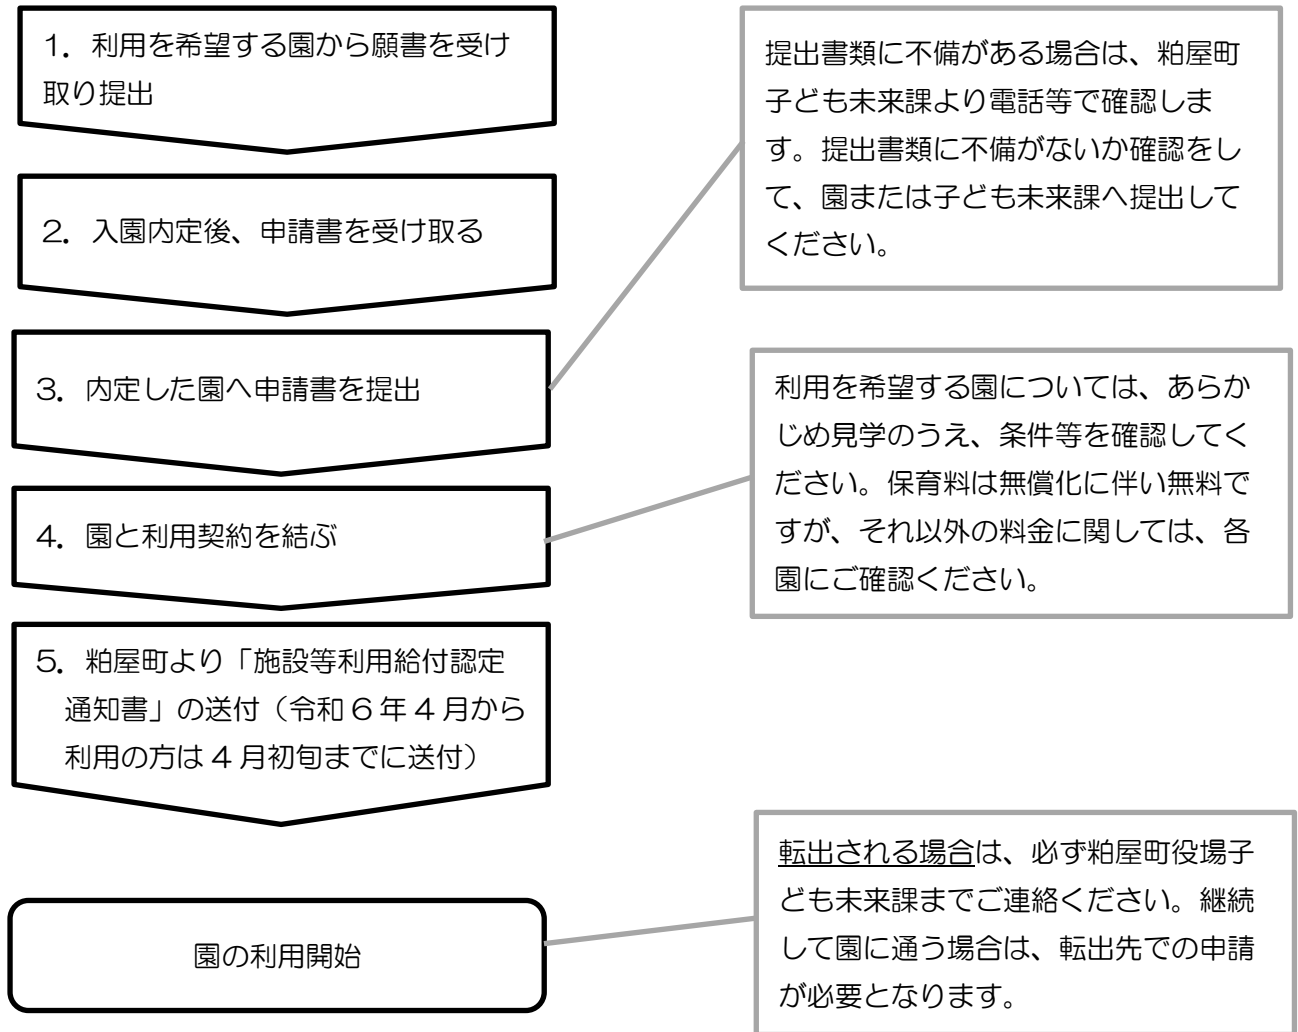 1．利用を希望する園から願書を受け
取り提出
2．入園内定後、申請書を受け取る
3．内定した園へ申請書を提出
4．園と利用契約を結ぶ
5．粕屋町より「施設等利用給付認定
通知書」の送付（令和６年４月から
利用の方は４月初旬までに送付）
園の利用開始
提出書類に不備がある場合は、粕屋町
子ども未来課より電話等で確認しま
す。提出書類に不備がないか確認をし
て、園または子ども未来課へ提出して
ください。
利用を希望する園については、あらか
じめ見学のうえ、条件等を確認してく
ださい。保育料は無償化に伴い無料で
すが、それ以外の料金に関しては、各
園にご確認ください。
転出される場合は、必ず粕屋町役場子
ども未来課までご連絡ください。継続
して園に通う場合は、転出先での申請
が必要となります。